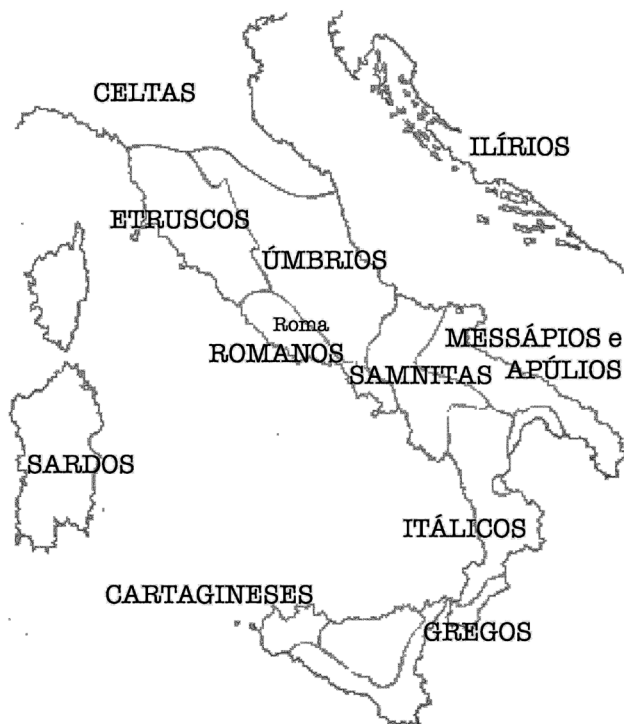 CELTAS
ILÍRIOS
ETRUSCOS
ÚMBRIOS
Roma
ROMANOS
MESSÁPIOS e
APÚLIOS
SAMNITAS
SARDOS
ITÁLICOS
CARTAGINESES
GREGOS